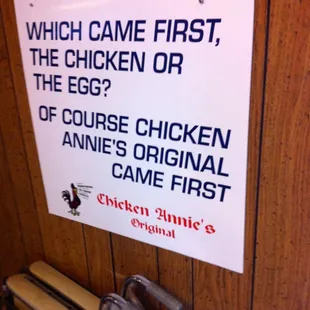 WHICH CAME FIRST,
THE CHICKEN OR
THE EGG?
OF COURSE CHICKEN
ANNIE'S ORIGINAL
CAME FIRST
Chicken Annie's
Original